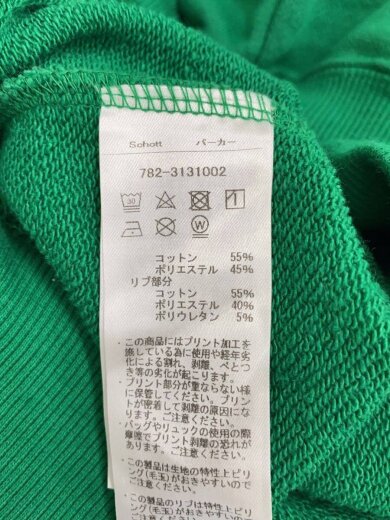 Schott パーカー
782-3131002
30
W
コットン 55%
ポリエステル 45%
リブ部分
コットン 55%
ポリエステル 40%
ポリウレタン 5%
・この商品にはプリント加工を
施している為に使用や経年劣
化による割れ、剥離、べとつ
き等の劣化が起こります。
・プリント部分が重ならない様
に保管してください。プリン
トが密着して剥離の原因にな
ります。ご注意ください。
・バッグやリュックの使用の際
摩擦でプリント剥離の恐れが
あります。ご注意ください。
・この製品は生地の特性上ピリ
ング(毛玉)がおきやすいので
ご注意ください。
・この製品のリブは特性上ピリ
ング(毛玉)がおきやすいので